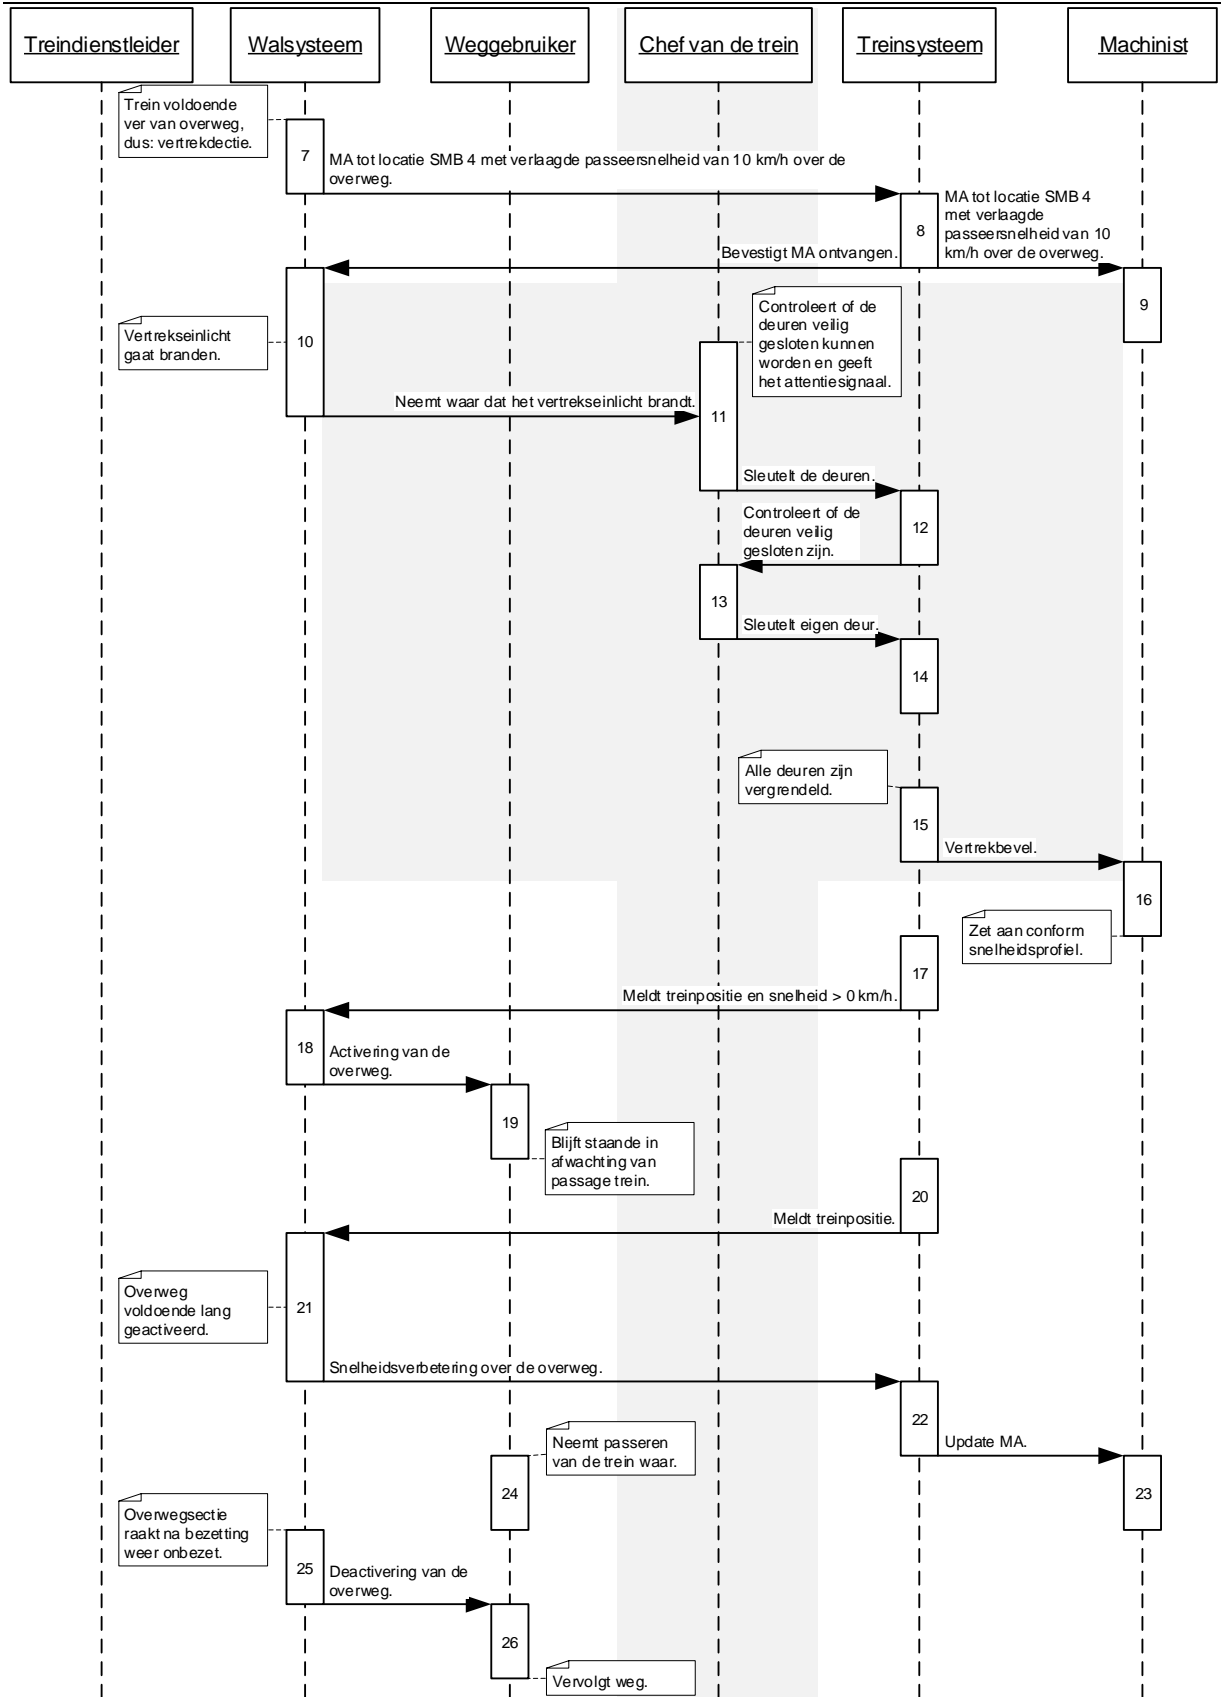 Treindienstleider
Walsysteem
Weggebruiker
Chef van de trein
Treinsysteem
Machinist
Trein voldoende
ver van overweg,
dus: vertrekdectie.
7
MA tot locatie SMB 4 met verlaagde passeersnelheid van 10 km/h over de
overweg.
8
MA tot locatie SMB 4
met verlaagde
passeersnelheid van 10
km/h over de overweg.
Bevestigt MA ontvangen.
9
Vertrekseinlicht
gaat branden.
10
Controleert of de
deuren veilig
gesloten kunnen
worden en geeft
het attentiesignaal.
Neemt waar dat het vertrekseinlicht brandt.
11
Sleutelt de deuren.
12
Controleert of de
deuren veilig
gesloten zijn.
13
Sleutelt eigen deur.
14
Alle deuren zijn
vergrendeld.
15
Vertrekbevel.
16
Zet aan conform
snelheidsprofiel.
17
Meldt treinpositie en snelheid > 0 km/h.
18
Activering van de
overweg.
19
Blijft staande in
afwachting van
passage trein.
20
Meldt treinpositie.
Overweg
voldoende lang
geactiveerd.
21
Snelheidsverbetering over de overweg.
22
Update MA.
23
Neemt passeren
van de trein waar.
24
Overwegsectie
raakt na bezetting
weer onbezet.
25
Deactivering van de
overweg.
26
Vervolgt weg.